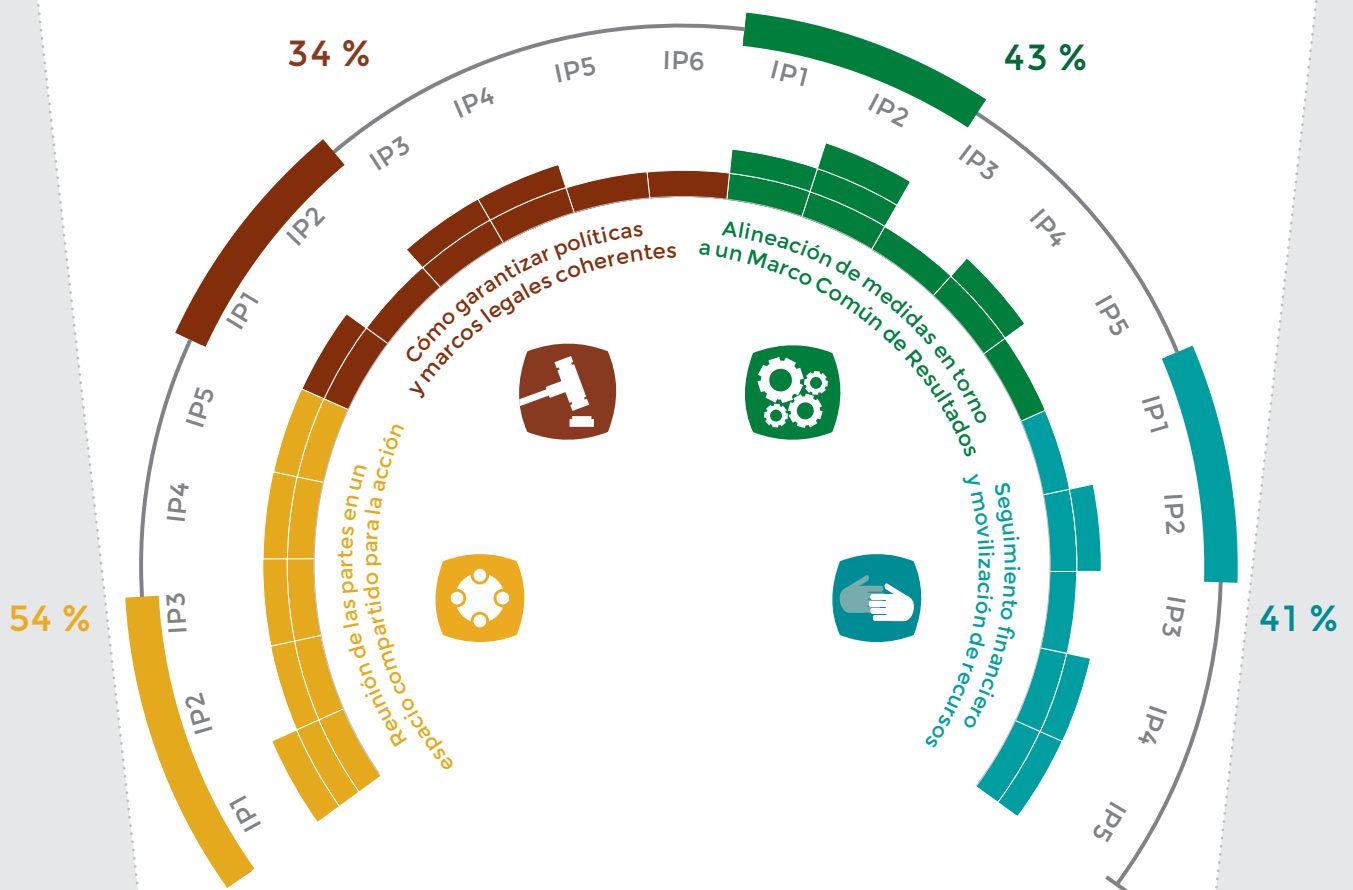 34 %
43 %
54 %
41 %
IP1
IP2
IP3
IP4
IP5
IP1
IP2
IP3
IP4
IP5
IP6
IP1
IP2
IP3
IP4
IP5
IP1
IP2
IP3
IP4
IP5
Reunión de las partes en un
espacio compartido para la acción
Cómo garantizar políticas
y marcos legales coherentes
Alineación de medidas en torno
a un Marco Común de Resultados
Seguimiento financiero
y movilización de recursos